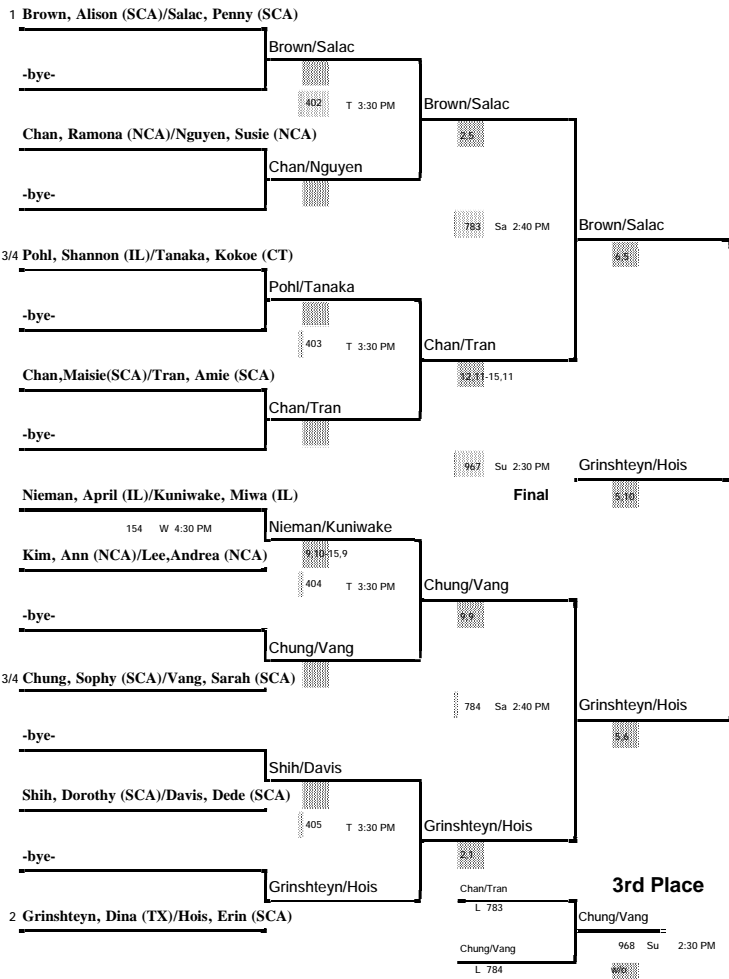 1 Brown, Alison (SCA)/Salac, Penny (SCA)
Brown/Salac
-bye-
402 T 3:30 PM
Brown/Salac
Chan, Ramona (NCA)/Nguyen, Susie (NCA)
2,5
Chan/Nguyen
-bye-
783 Sa 2:40 PM
Brown/Salac
6,5
3/4 Pohl, Shannon (IL)/Tanaka, Kokoe (CT)
Pohl/Tanaka
-bye-
403 T 3:30 PM
Chan/Tran
Chan,Maisie(SCA)/Tran, Amie (SCA)
12,11-15,11
Chan/Tran
-bye-
967 Su 2:30 PM
Grinshteyn/Hois
Final
5,10
Nieman, April (IL)/Kuniwake, Miwa (IL)
154 W 4:30 PM
Nieman/Kuniwake
Kim, Ann (NCA)/Lee,Andrea (NCA)
9,10-15,9
404 T 3:30 PM
Chung/Vang
-bye-
9,9
Chung/Vang
3/4 Chung, Sophy (SCA)/Vang, Sarah (SCA)
784 Sa 2:40 PM
Grinshteyn/Hois
-bye-
5,6
Shih/Davis
Shih, Dorothy (SCA)/Davis, Dede (SCA)
405 T 3:30 PM
Grinshteyn/Hois
-bye-
2,1
Grinshteyn/Hois
2 Grinshteyn, Dina (TX)/Hois, Erin (SCA)
3rd Place
Chan/Tran
L 783
Chung/Vang
968 Su 2:30 PM
Chung/Vang
L 784
w/o